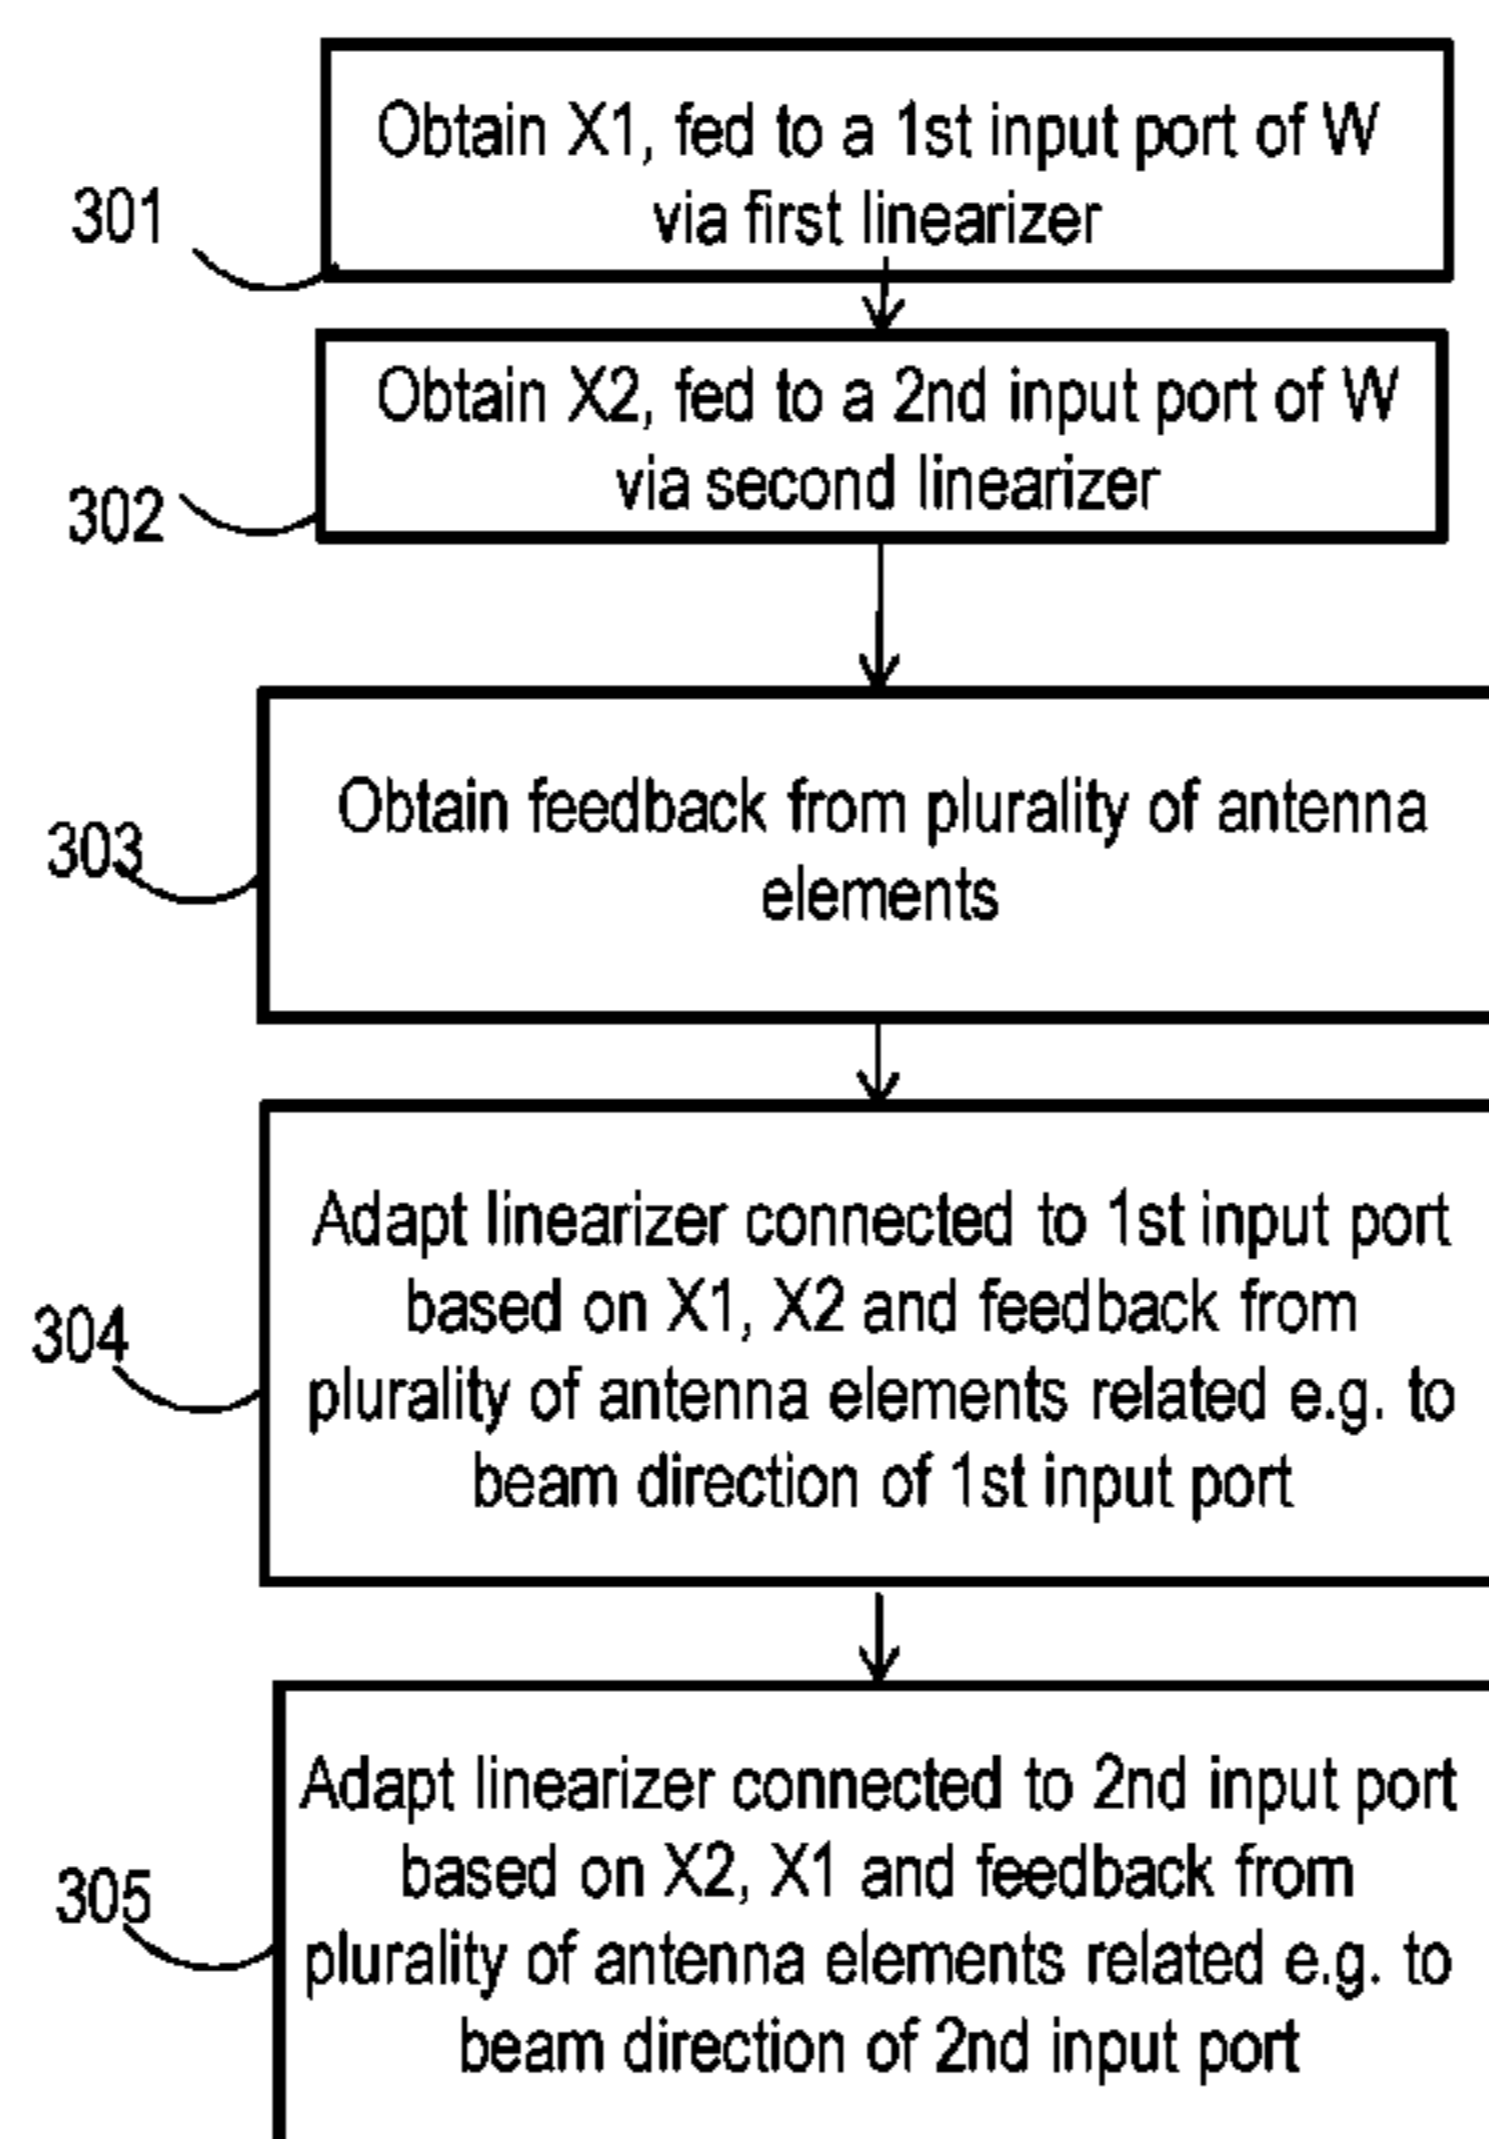 Obtain X1, fed to a 1st input port of W
via first linearizer
301
Obtain X2, fed to a 2nd input port of W
via second linearizer
302
Obtain feedback from plurality of antenna
elements
303
Adapt linearizer connected to 1st input port
based on X1, X2 and feedback from
plurality of antenna elements related e.g. to
beam direction of 1st input port
304
Adapt linearizer connected to 2nd input port
based on X2, X1 and feedback from
plurality of antenna elements related e.g. to
beam direction of 2nd input port
305